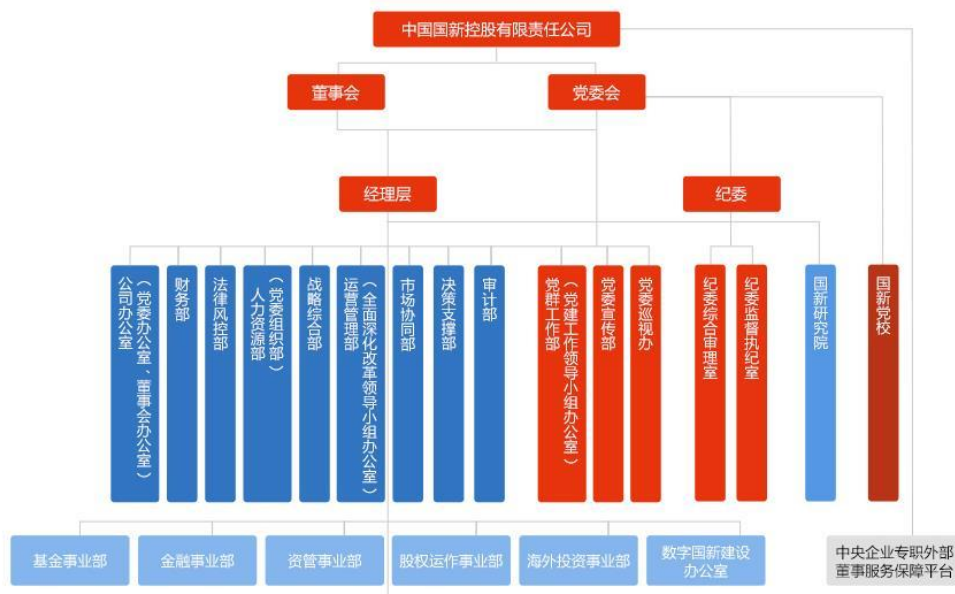 中国国新控股有限责任公司
董事会
党委会
经理层
纪委
公司办公室
（党委办公室、董事会办公室）
财务部
法律风控部
人力资源部
（党委组织部）
战略综合部
运营管理部
（全面深化改革领导小组办公室）
市场协同部
决策支撑部
审计部
党群工作部
（党建工作领导小组办公室）
党委宣传部
党委巡视办
纪委综合审理室
纪委监督执纪室
国新研究院
国新党校
基金事业部
金融事业部
资管事业部
股权运作事业部
海外投资事业部
数字国新建设
办公室
中央企业专职外部
董事服务保障平台